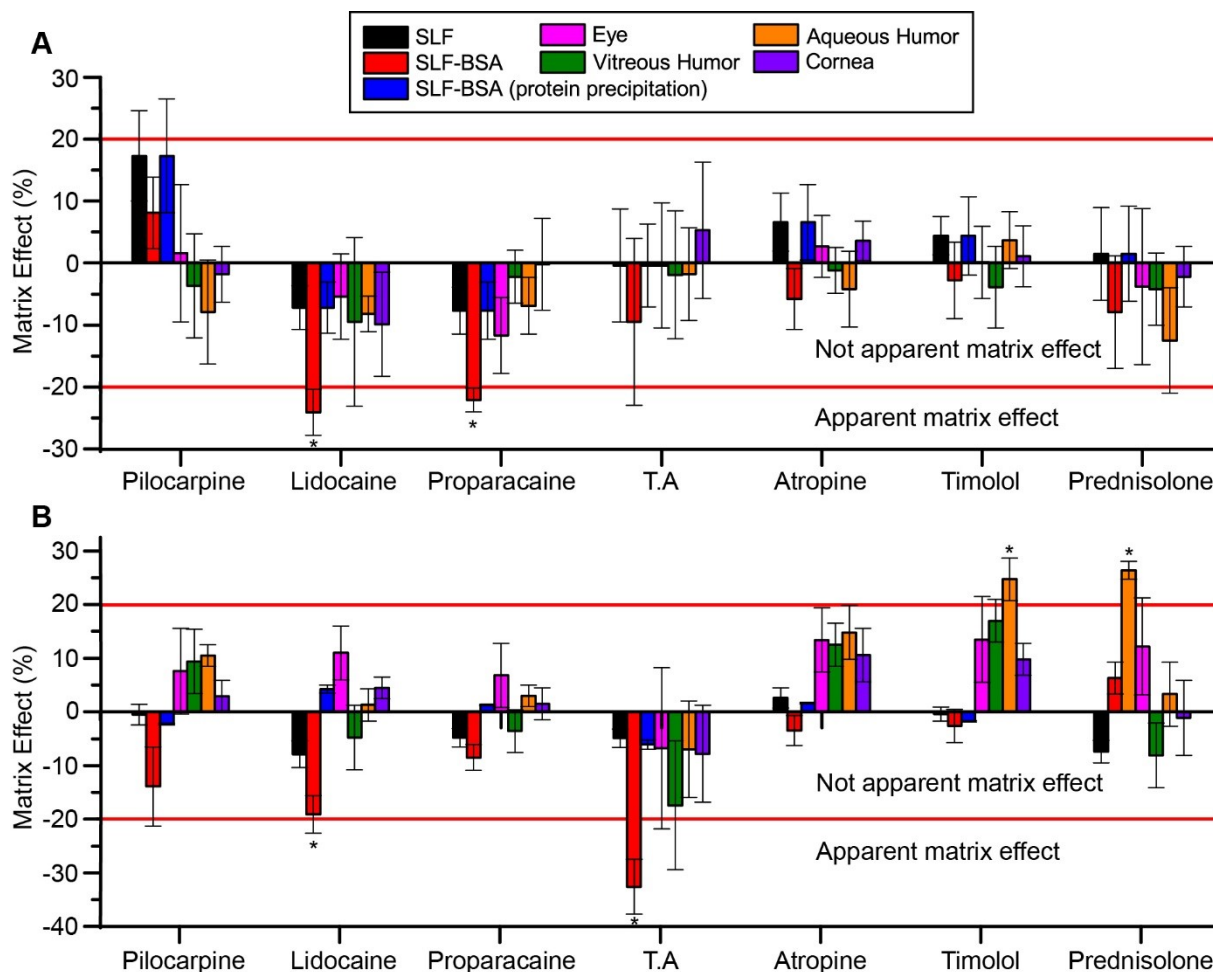 A
SLF
SLF-BSA
SLF-BSA (protein precipitation)
Eye
Vitreous Humor
Aqueous Humor
Cornea
Matrix Effect (%)
30
20
10
0
-10
-20
-30
Not apparent matrix effect
Apparent matrix effect
*
*
Pilocarpine
Lidocaine
Proparacaine
T.A
Atropine
Timolol
Prednisolone
B
Matrix Effect (%)
30
20
10
0
-10
-20
-30
-40
*
*
Not apparent matrix effect
Apparent matrix effect
*
*
Pilocarpine
Lidocaine
Proparacaine
T.A
Atropine
Timolol
Prednisolone